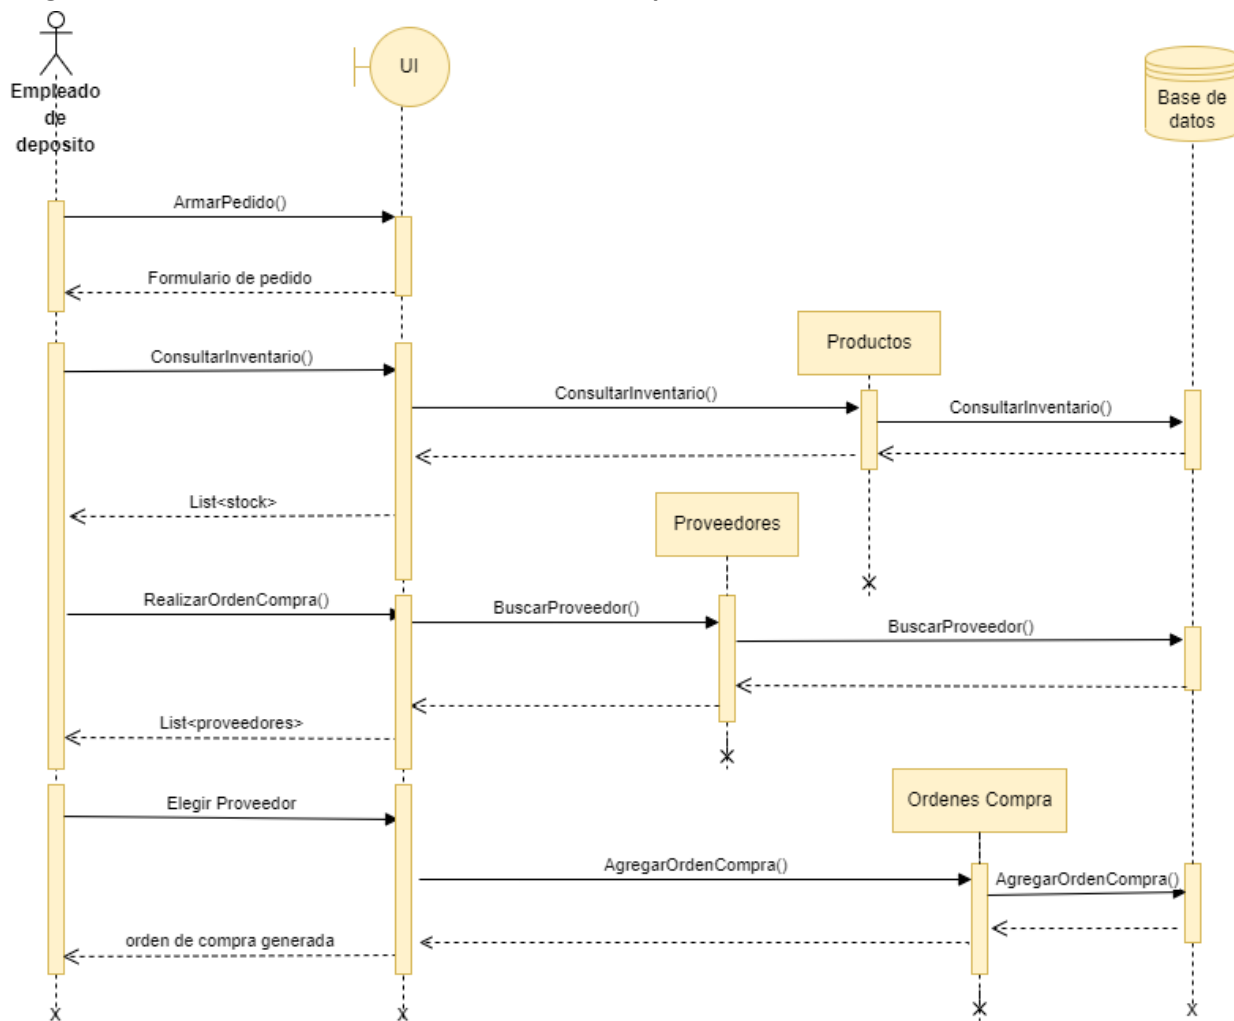 Empleado
de
deposito
UI
Base de
datos
ArmarPedido()
Formulario de pedido
Productos
ConsultarInventario()
ConsultarInventario()
ConsultarInventario()
List<stock>
Proveedores
RealizarOrdenCompra()
BuscarProveedor()
BuscarProveedor()
List<proveedores>
Elegir Proveedor
Ordenes Compra
AgregarOrdenCompra()
AgregarOrdenCompra()
orden de compra generada